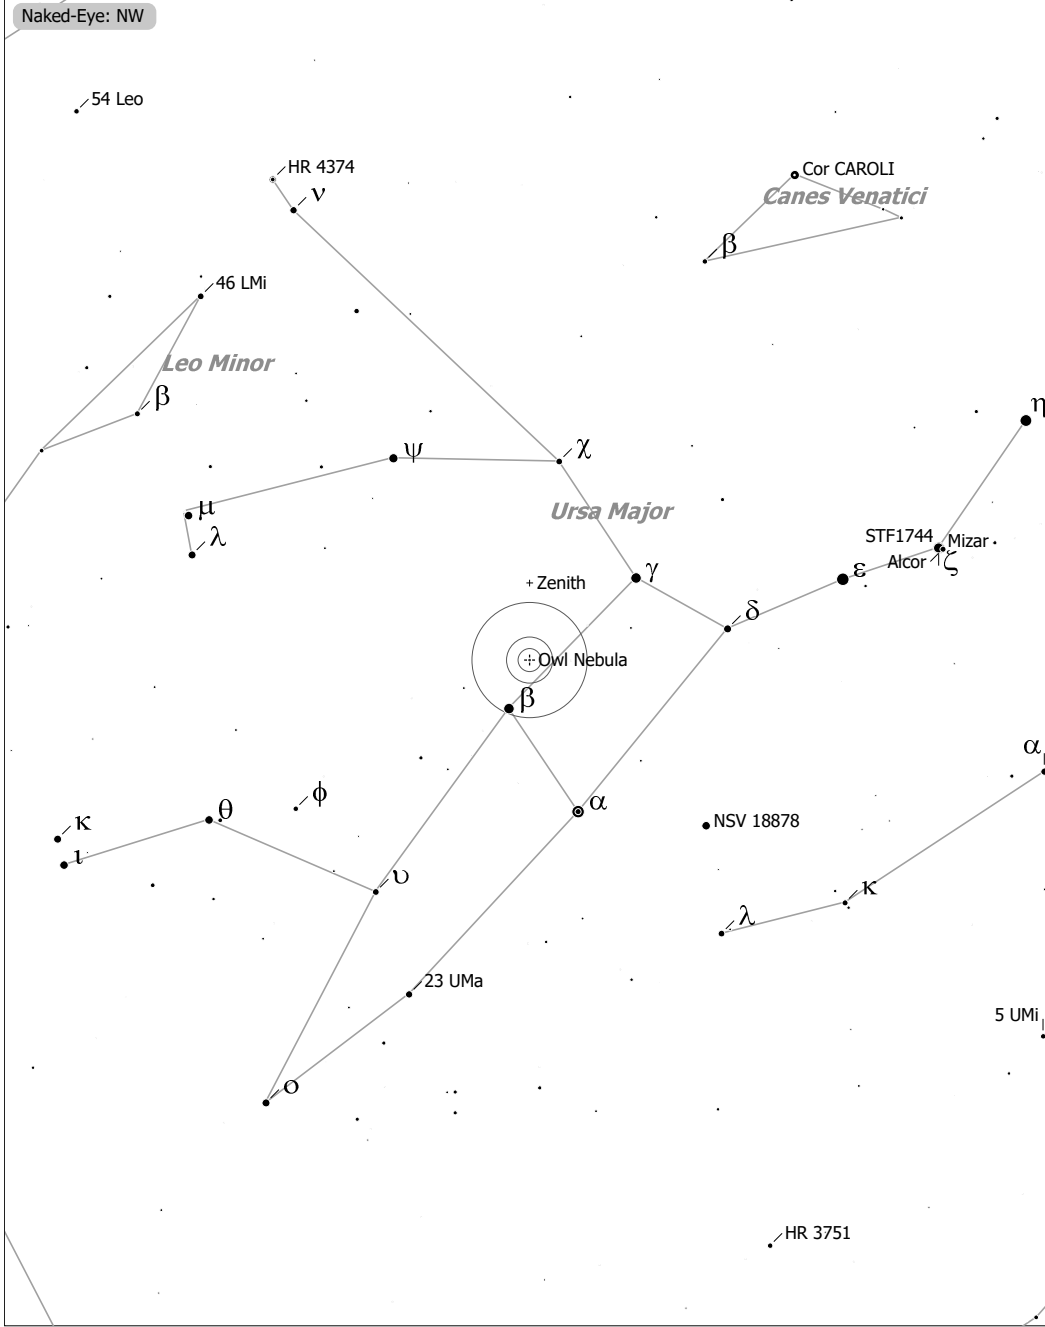 Naked-Eye: NW
54 Leo
HR 4374
ν
Cor CAROLI
Canes Venatici
β
46 LMi
Leo Minor
β
η
ψ
χ
μ
Ursa Major
λ
STF1744
Mizar
Alcor
ζ
γ
ε
Zenith
δ
Owl Nebula
β
α
φ
α
θ
κ
NSV 18878
ι
υ
κ
λ
23 UMa
5 UMi
ο
HR 3751